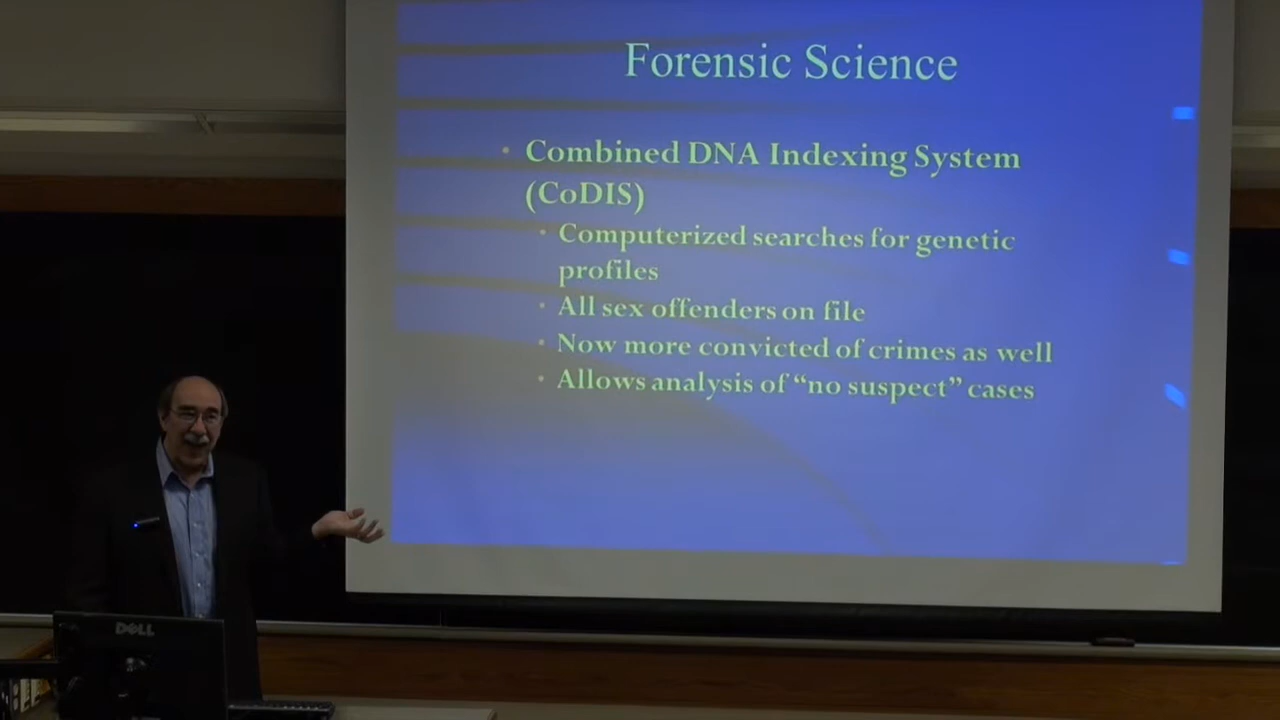 Forensic Science
• Combined DNA Indexing System
(CoDIS)
• Computerized searches for genetic
profiles
• All sex offenders on file
• Now more convicted of crimes as well
• Allows analysis of “no suspect” cases
DELL